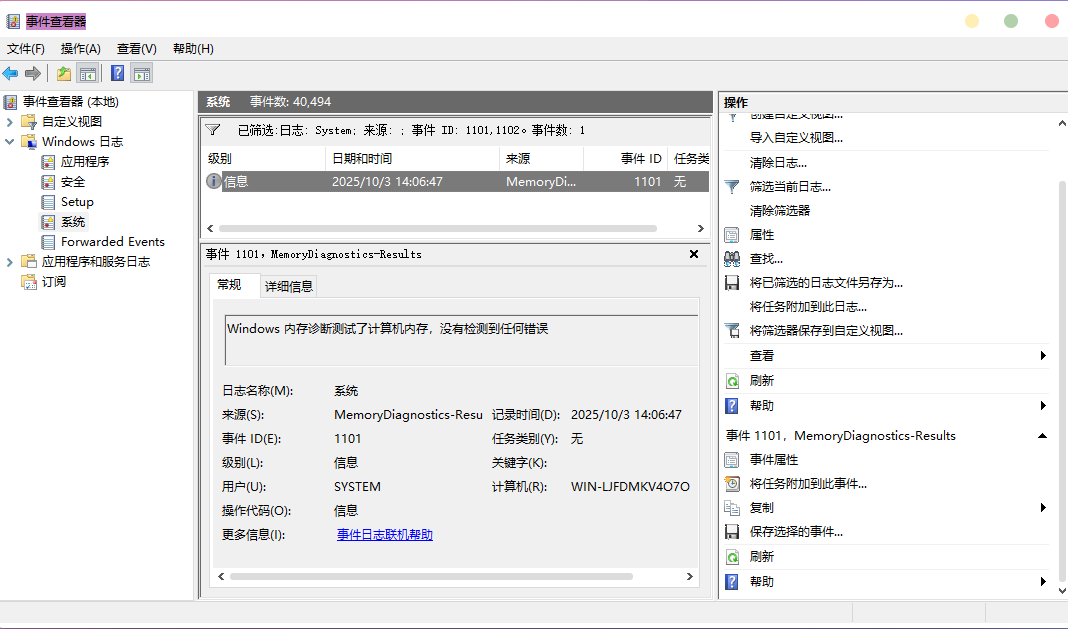 事件查看器
文件(F) 操作(A) 查看(V) 帮助(H)
事件查看器 (本地)
自定义视图
Windows 日志
应用程序
安全
Setup
系统
Forwarded Events
应用程序和服务日志
订阅
系统 事件数: 40,494
已筛选:日志: System; 来源: ; 事件 ID: 1101,1102。事件数: 1
级别 日期和时间 来源 事件 ID 任务类
信息 2025/10/3 14:06:47 MemoryDi... 1101 无
事件 1101，MemoryDiagnostics-Results
常规 详细信息
Windows 内存诊断测试了计算机内存，没有检测到任何错误
日志名称(M): 系统
来源(S): MemoryDiagnostics-Resu 记录时间(D): 2025/10/3 14:06:47
事件 ID(E): 1101 任务类别(Y): 无
级别(L): 信息 关键字(K):
用户(U): SYSTEM 计算机(R): WIN-LJFDMKV4O7O
操作代码(O): 信息
更多信息(I): 事件日志联机帮助
操作
创建自定义视图...
导入自定义视图...
清除日志...
筛选当前日志...
清除筛选器
属性
查找...
将已筛选的日志文件另存为...
将任务附加到此日志...
将筛选器保存到自定义视图...
查看
刷新
帮助
事件 1101，MemoryDiagnostics-Results
事件属性
将任务附加到此事件...
复制
保存选择的事件...
刷新
帮助